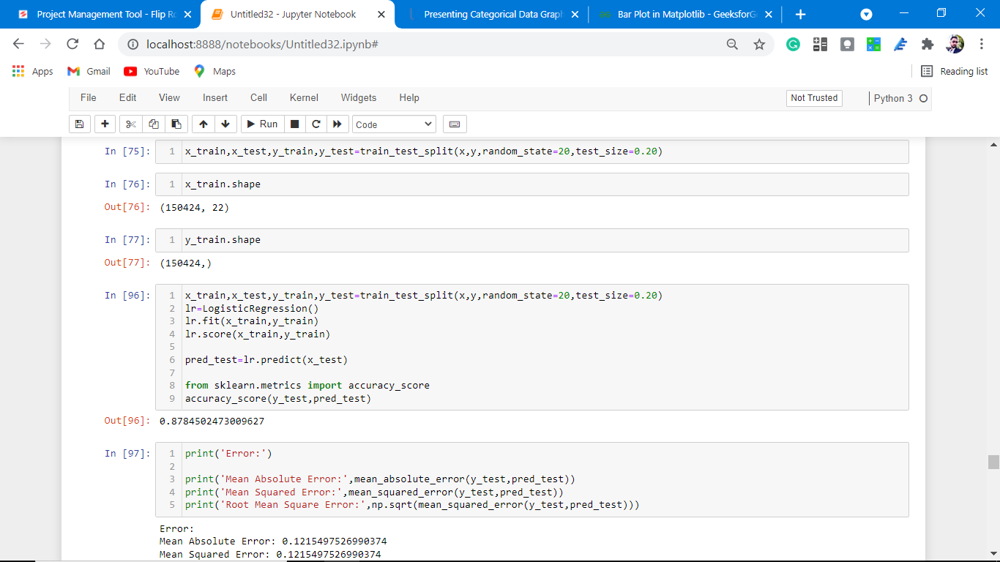 Project Management Tool - Flip Ro
Untitled32 - Jupyter Notebook
Presenting Categorical Data Graph
Bar Plot in Matplotlib - GeeksforG
localhost:8888/notebooks/Untitled32.ipynb#
Apps Gmail YouTube Maps Reading list
File Edit View Insert Cell Kernel Widgets Help Not Trusted Python 3
Run Code
In [75]: 1 x_train,x_test,y_train,y_test=train_test_split(x,y,random_state=20,test_size=0.20)
In [76]: 1 x_train.shape
Out[76]: (150424, 22)
In [77]: 1 y_train.shape
Out[77]: (150424,)
In [96]: 1 x_train,x_test,y_train,y_test=train_test_split(x,y,random_state=20,test_size=0.20)
2 lr=LogisticRegression()
3 lr.fit(x_train,y_train)
4 lr.score(x_train,y_train)
5
6 pred_test=lr.predict(x_test)
7
8 from sklearn.metrics import accuracy_score
9 accuracy_score(y_test,pred_test)
Out[96]: 0.8784502473009627
In [97]: 1 print('Error:')
2
3 print('Mean Absolute Error:',mean_absolute_error(y_test,pred_test))
4 print('Mean Squared Error:',mean_squared_error(y_test,pred_test))
5 print('Root Mean Square Error:',np.sqrt(mean_squared_error(y_test,pred_test)))
Error:
Mean Absolute Error: 0.1215497526990374
Mean Squared Error: 0.1215497526990374